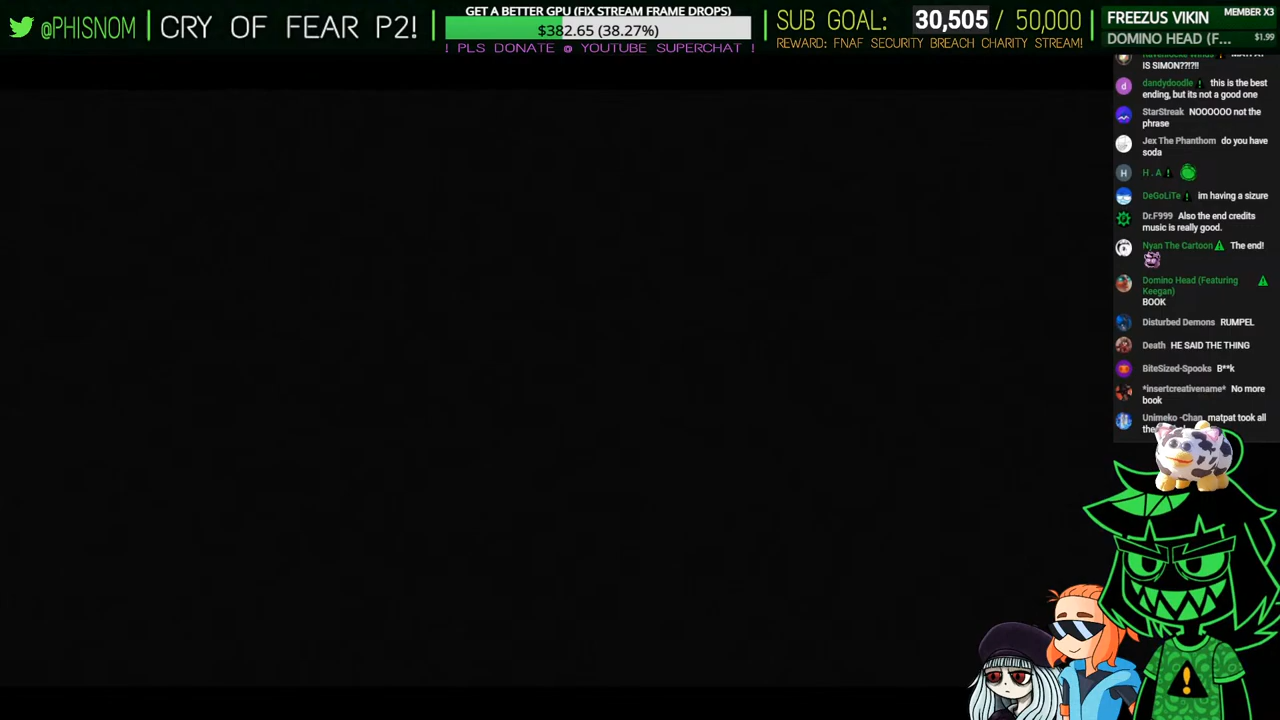 @PHISNOM
CRY OF FEAR P2!
GET A BETTER GPU (FIX STREAM FRAME DROPS)
$382.65 (38.27%)
! PLS DONATE @ YOUTUBE SUPERCHAT !
SUB GOAL: 30,505 / 50,000
REWARD: FNAF SECURITY BREACH CHARITY STREAM!
FREEZUS VIKIN MEMBER X3
DOMINO HEAD (F... $1.99
IS SIMON??!?!!
dandydoodle ! this is the best
ending, but its not a good one
StarStreak NOOOOOO not the
phrase
Jex The Phanthom do you have
soda
H . A !
DeGoLiTe ! im having a sizure
Dr.F999 Also the end credits
music is really good.
Nyan The Cartoon The end!
Domino Head (Featuring
Keegan)
BOOK
Disturbed Demons RUMPEL
Death HE SAID THE THING
BiteSized-Spooks B**k
*insertcreativename* No more
book
Unimeko -Chan matpat took all